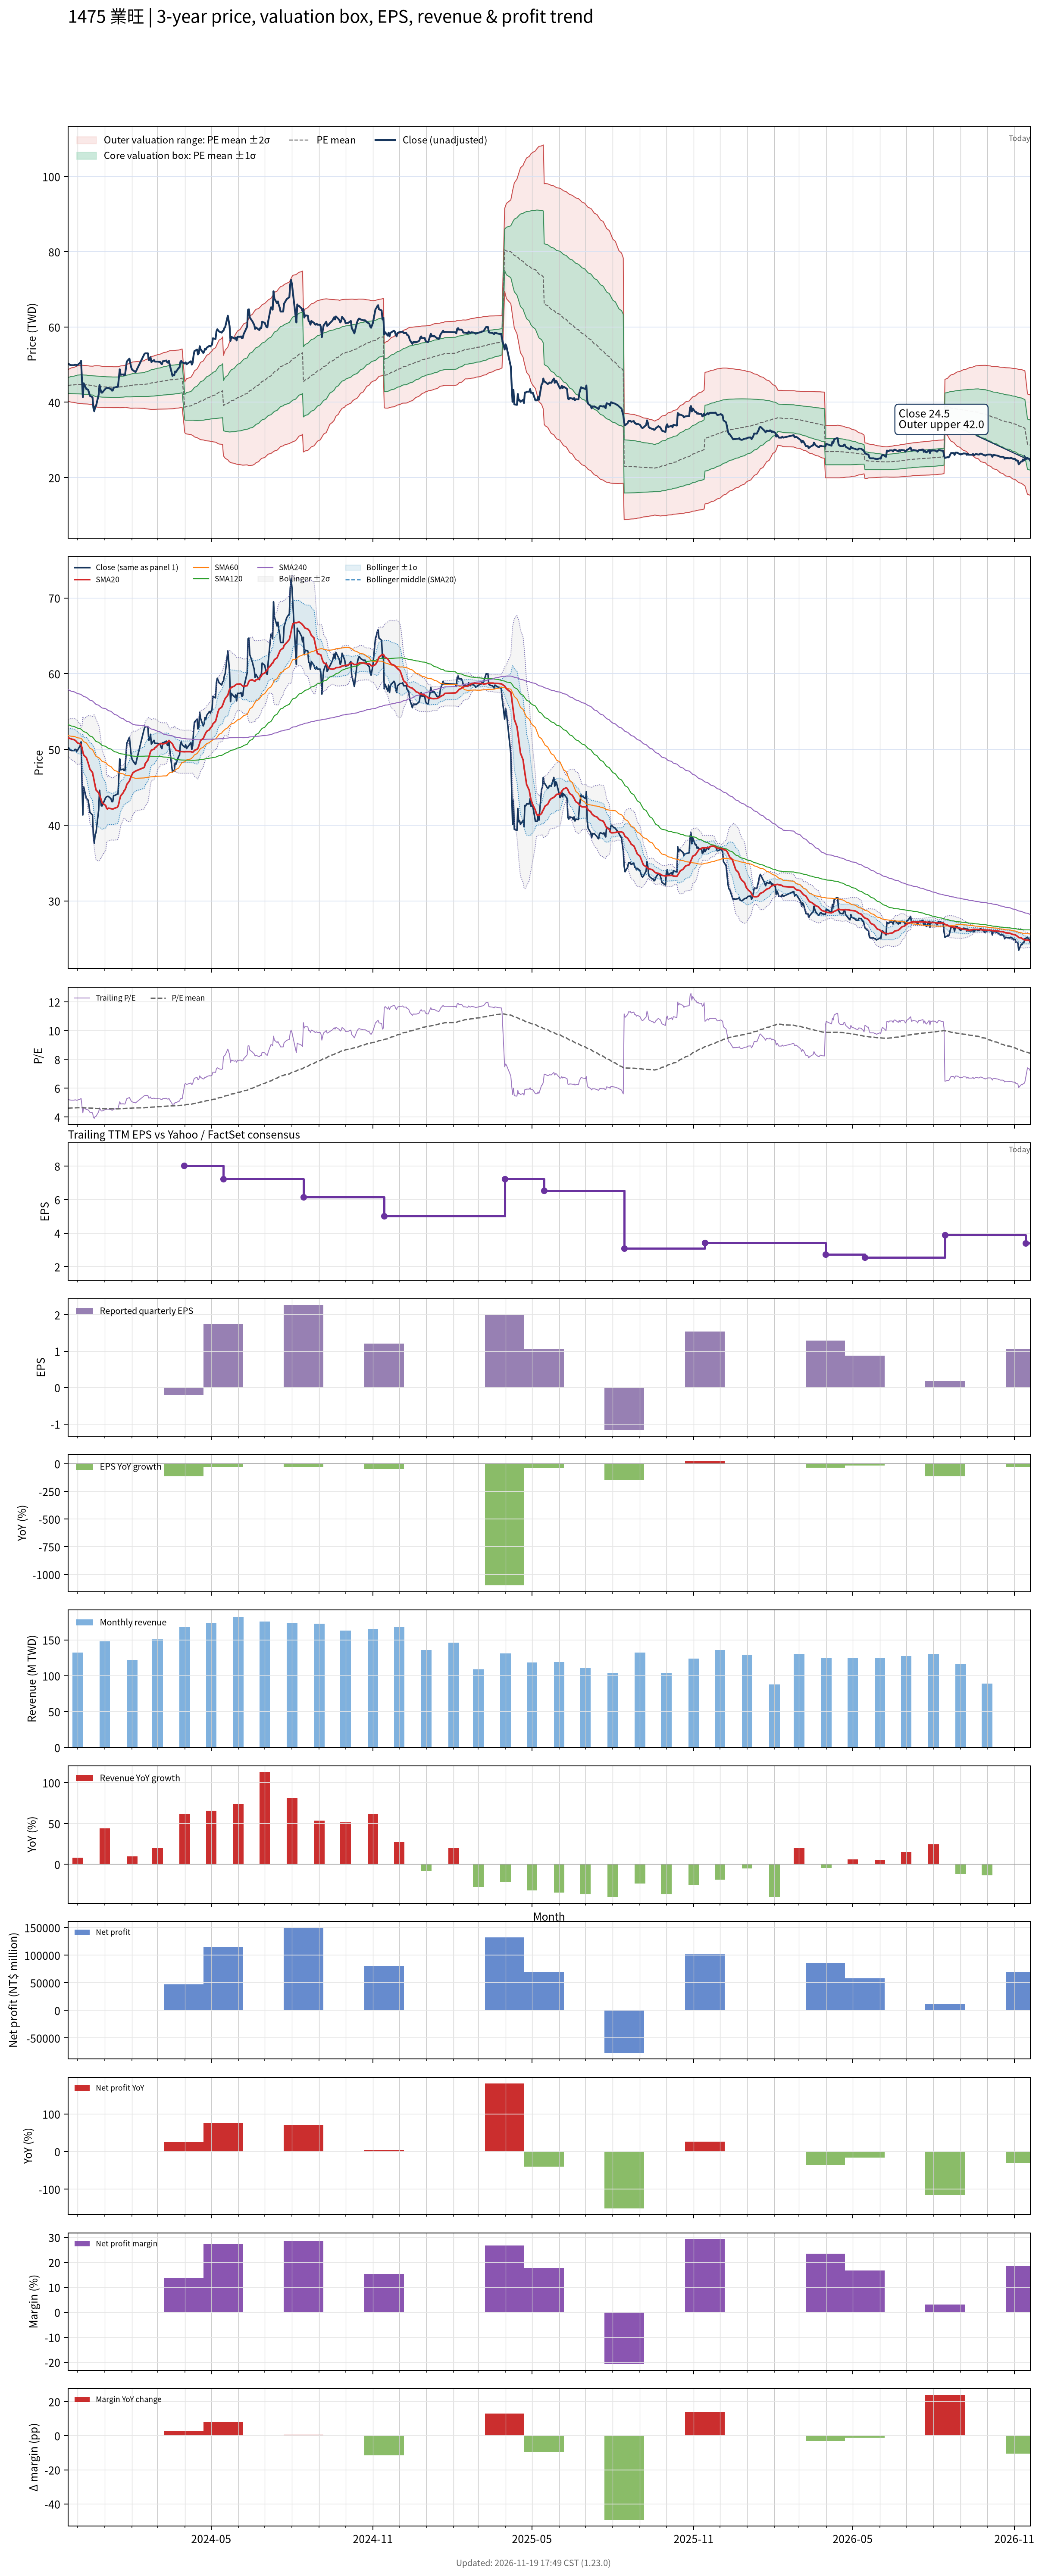 1475 業旺 | 3-year price, valuation box, EPS, revenue & profit trend
Outer valuation range: PE mean ±2σ
Core valuation box: PE mean ±1σ
PE mean
Close (unadjusted)
Today
Price (TWD)
100
80
60
40
20
Close 24.5
Outer upper 42.0
Close (same as panel 1)
SMA20
SMA60
SMA120
SMA240
Bollinger ±2σ
Bollinger ±1σ
Bollinger middle (SMA20)
Price
70
60
50
40
30
Trailing P/E
P/E mean
P/E
12
10
8
6
4
Trailing TTM EPS vs Yahoo / FactSet consensus
Today
EPS
8
6
4
2
Reported quarterly EPS
EPS
2
1
0
-1
EPS YoY growth
YoY (%)
0
-250
-500
-750
-1000
Monthly revenue
Revenue (M TWD)
150
100
50
0
Revenue YoY growth
YoY (%)
100
50
0
Month
Net profit
Net profit (NT$ million)
150000
100000
50000
0
-50000
Net profit YoY
YoY (%)
100
0
-100
Net profit margin
Margin (%)
30
20
10
0
-10
-20
Margin YoY change
Δ margin (pp)
20
0
-20
-40
2024-05
2024-11
2025-05
2025-11
2026-05
2026-11
Updated: 2026-11-19 17:49 CST (1.23.0)